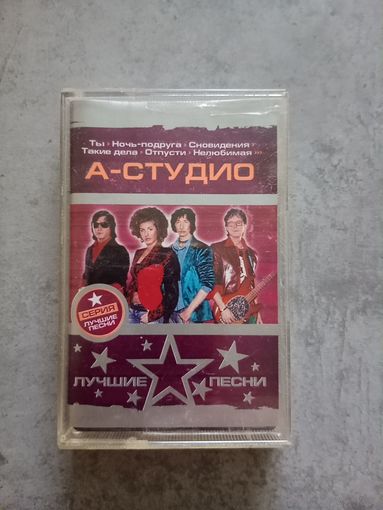 Ты › Ночь-подруга › Сновидения ›
Такие дела › Отпусти › Нелюбимая ›››
А-СТУДИО
СЕРИЯ
ЛУЧШИЕ
ПЕСНИ
ЛУЧШИЕ ПЕСНИ